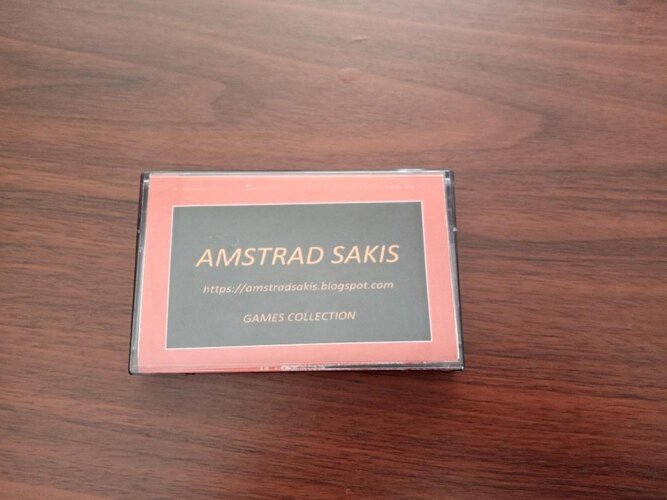 AMSTRAD SAKIS
https://amstradsakis.blogspot.com
GAMES COLLECTION